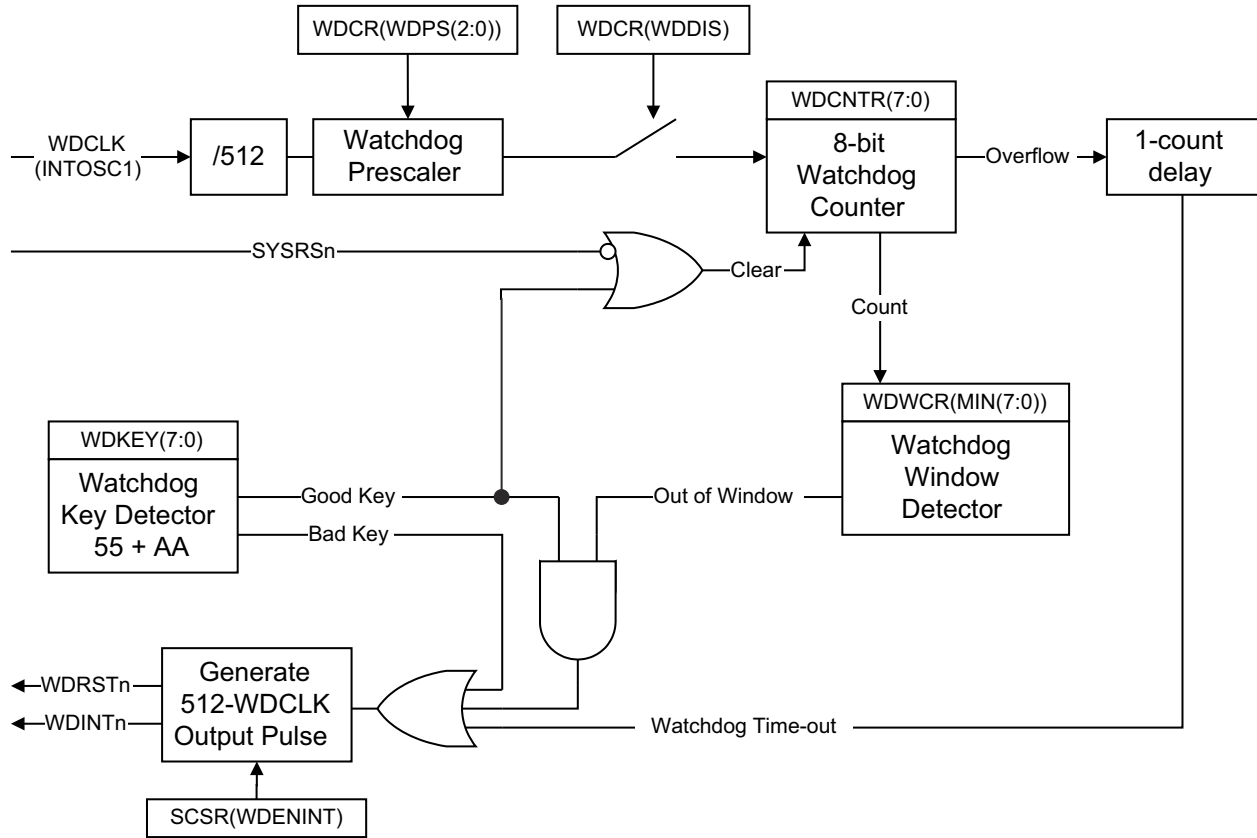 WDCR(WDPS(2:0))
WDCR(WDDIS)
WDCNTR(7:0)
WDCLK
(INTOSC1)
/512
Watchdog
Prescaler
8-bit
Watchdog
Counter
Overflow
1-count
delay
SYSRSn
Clear
Count
WDWCR(MIN(7:0))
Watchdog
Window
Detector
WDKEY(7:0)
Watchdog
Key Detector
55 + AA
Good Key
Bad Key
Out of Window
Generate
512-WDCLK
Output Pulse
WDRSTn
WDINTn
Watchdog Time-out
SCSR(WDENINT)